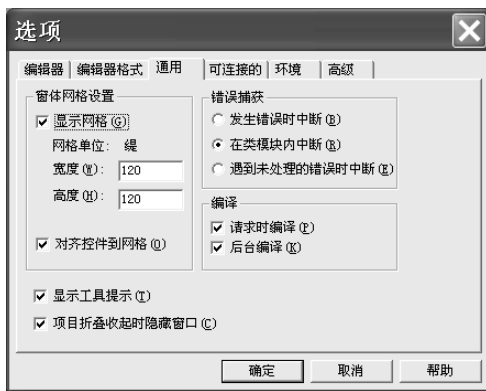 选项
编辑器 编辑器格式 通用 可连接的 环境 高级
窗体网格设置
显示网格(G)
网格单位: 缇
宽度(W): 120
高度(H): 120
对齐控件到网格(O)
错误捕获
发生错误时中断(B)
在类模块内中断(R)
遇到未处理的错误时中断(E)
编译
请求时编译(P)
后台编译(K)
显示工具提示(T)
项目折叠收起时隐藏窗口(C)
确定 取消 帮助